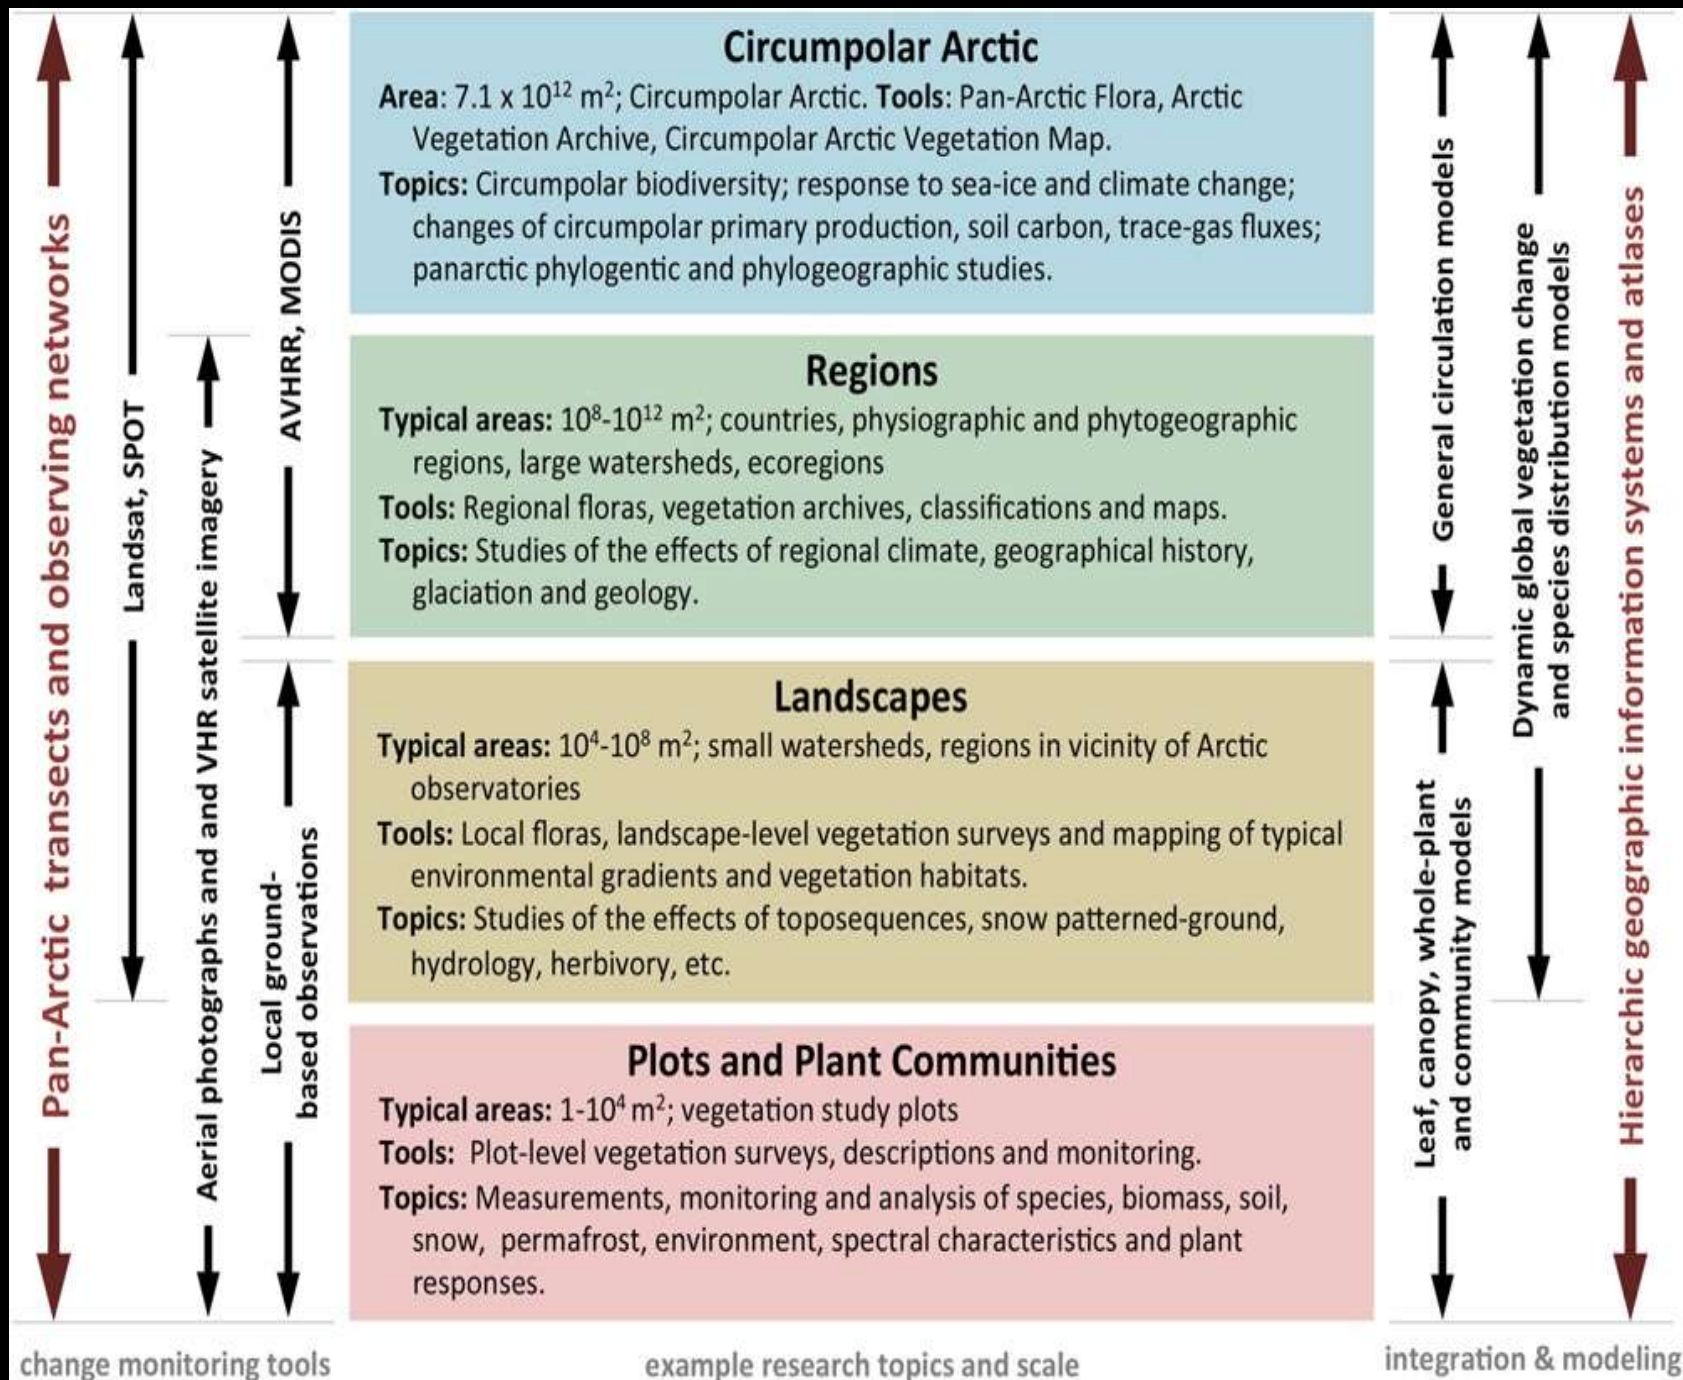 Pan-Arctic transects and observing networks
Landsat, SPOT
Aerial photographs and and VHR satellite imagery
AVHRR, MODIS
Local ground-
based observations
Circumpolar Arctic
Area: 7.1 x 10¹² m²; Circumpolar Arctic. Tools: Pan-Arctic Flora, Arctic
Vegetation Archive, Circumpolar Arctic Vegetation Map.
Topics: Circumpolar biodiversity; response to sea-ice and climate change;
changes of circumpolar primary production, soil carbon, trace-gas fluxes;
panarctic phylogentic and phylogeographic studies.
Regions
Typical areas: 10⁸-10¹² m²; countries, physiographic and phytogeographic
regions, large watersheds, ecoregions
Tools: Regional floras, vegetation archives, classifications and maps.
Topics: Studies of the effects of regional climate, geographical history,
glaciation and geology.
Landscapes
Typical areas: 10⁴-10⁸ m²; small watersheds, regions in vicinity of Arctic
observatories
Tools: Local floras, landscape-level vegetation surveys and mapping of typical
environmental gradients and vegetation habitats.
Topics: Studies of the effects of toposequences, snow patterned-ground,
hydrology, herbivory, etc.
Plots and Plant Communities
Typical areas: 1-10⁴ m²; vegetation study plots
Tools: Plot-level vegetation surveys, descriptions and monitoring.
Topics: Measurements, monitoring and analysis of species, biomass, soil,
snow, permafrost, environment, spectral characteristics and plant
responses.
General circulation models
Leaf, canopy, whole-plant
and community models
Dynamic global vegetation change
and species distribution models
Hierarchic geographic information systems and atlases
change monitoring tools
example research topics and scale
integration & modeling